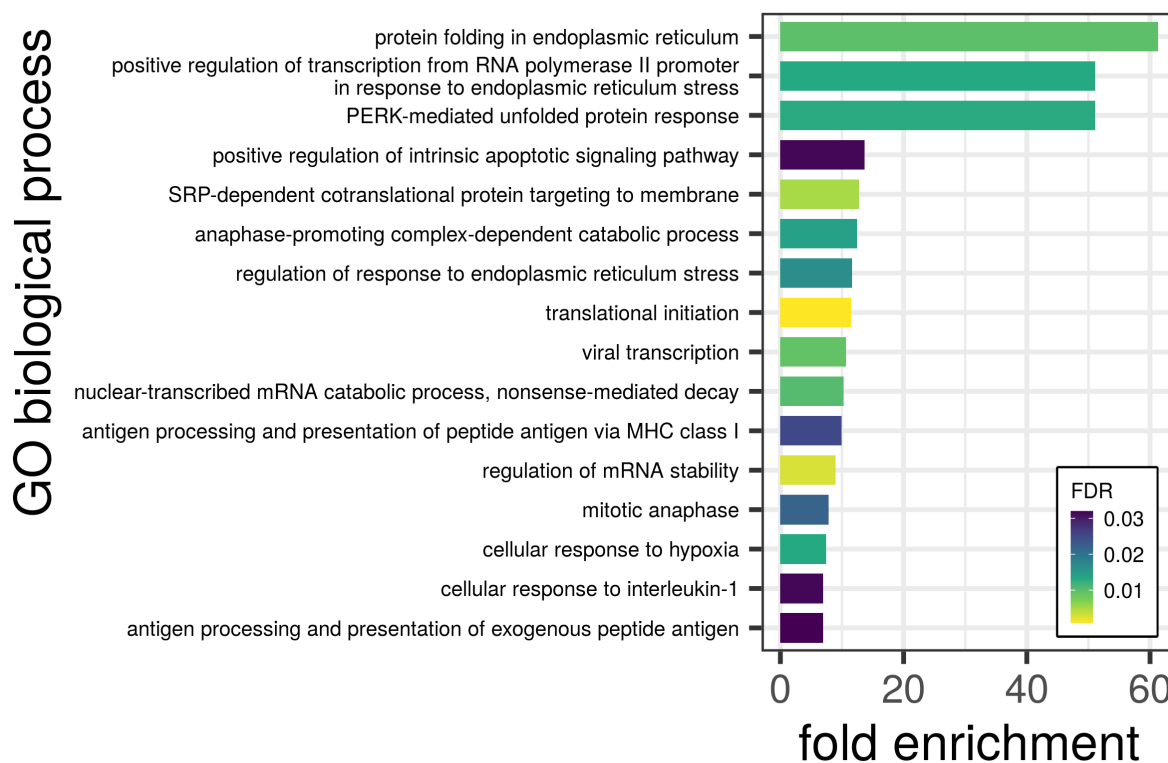 GO biological process
protein folding in endoplasmic reticulum
positive regulation of transcription from RNA polymerase II promoter
in response to endoplasmic reticulum stress
PERK-mediated unfolded protein response
positive regulation of intrinsic apoptotic signaling pathway
SRP-dependent cotranslational protein targeting to membrane
anaphase-promoting complex-dependent catabolic process
regulation of response to endoplasmic reticulum stress
translational initiation
viral transcription
nuclear-transcribed mRNA catabolic process, nonsense-mediated decay
antigen processing and presentation of peptide antigen via MHC class I
regulation of mRNA stability
mitotic anaphase
cellular response to hypoxia
cellular response to interleukin-1
antigen processing and presentation of exogenous peptide antigen
FDR
0.03
0.02
0.01
0 20 40 60
fold enrichment